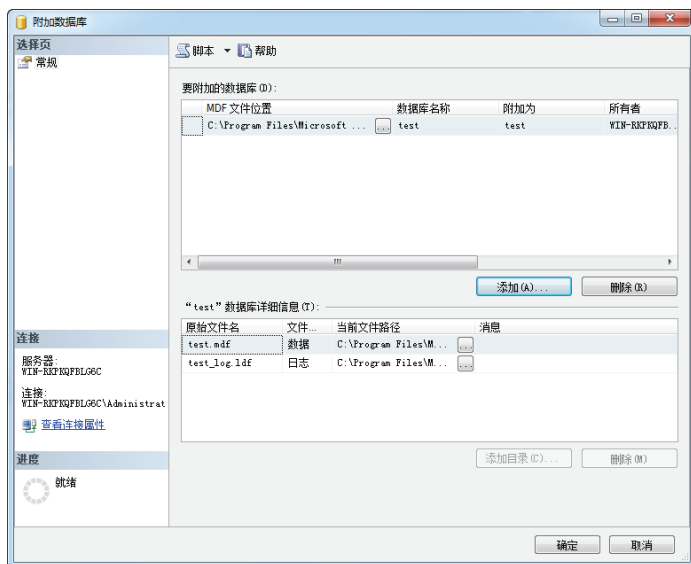 附加数据库
选择页
常规
脚本 帮助
要附加的数据库(D):
MDF 文件位置 数据库名称 附加为 所有者
C:\Program Files\Microsoft ... ... test test WIN-RKPKQFB...
添加(A)... 删除(R)
“test”数据库详细信息(T):
原始文件名 文件... 当前文件路径 消息
test.mdf 数据 C:\Program Files\M... ...
test_log.ldf 日志 C:\Program Files\M... ...
添加目录(C)... 删除(M)
连接
服务器:
WIN-RKPKQFBLG6C
连接:
WIN-RKPKQFBLG6C\Administrat
查看连接属性
进度
就绪
确定 取消